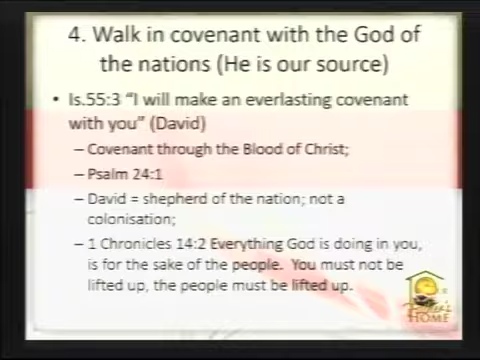 4. Walk in covenant with the God of
the nations (He is our source)
• Is.55:3 “I will make an everlasting covenant
with you” (David)
– Covenant through the Blood of Christ;
– Psalm 24:1
– David = shepherd of the nation; not a
colonisation;
– 1 Chronicles 14:2 Everything God is doing in you,
is for the sake of the people. You must not be
lifted up, the people must be lifted up.
HOME